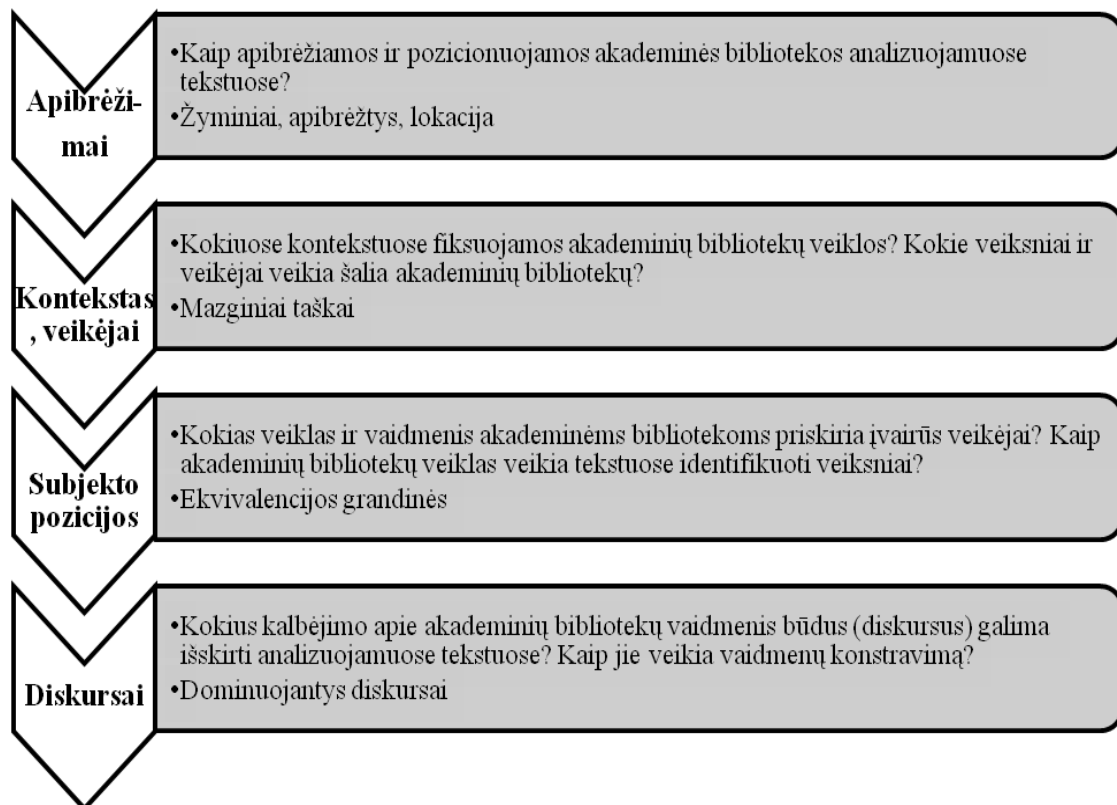 Apibrėži-
mai
•Kaip apibrėžiamos ir pozicionuojamos akademinės bibliotekos analizuojamuose
tekstuose?
•Žyminiai, apibrėžtys, lokacija
Kontekstas
, veikėjai
•Kokiuose kontekstuose fiksuojamos akademinių bibliotekų veiklos? Kokie veiksniai ir
veikėjai veikia šalia akademinių bibliotekų?
•Mazginiai taškai
Subjekto
pozicijos
•Kokias veiklas ir vaidmenis akademinėms bibliotekoms priskiria įvairūs veikėjai? Kaip
akademinių bibliotekų veiklas veikia tekstuose identifikuoti veiksniai?
•Ekvivalencijos grandinės
Diskursai
•Kokius kalbėjimo apie akademinių bibliotekų vaidmenis būdus (diskursus) galima
išskirti analizuojamuose tekstuose? Kaip jie veikia vaidmenų konstravimą?
•Dominuojantys diskursai